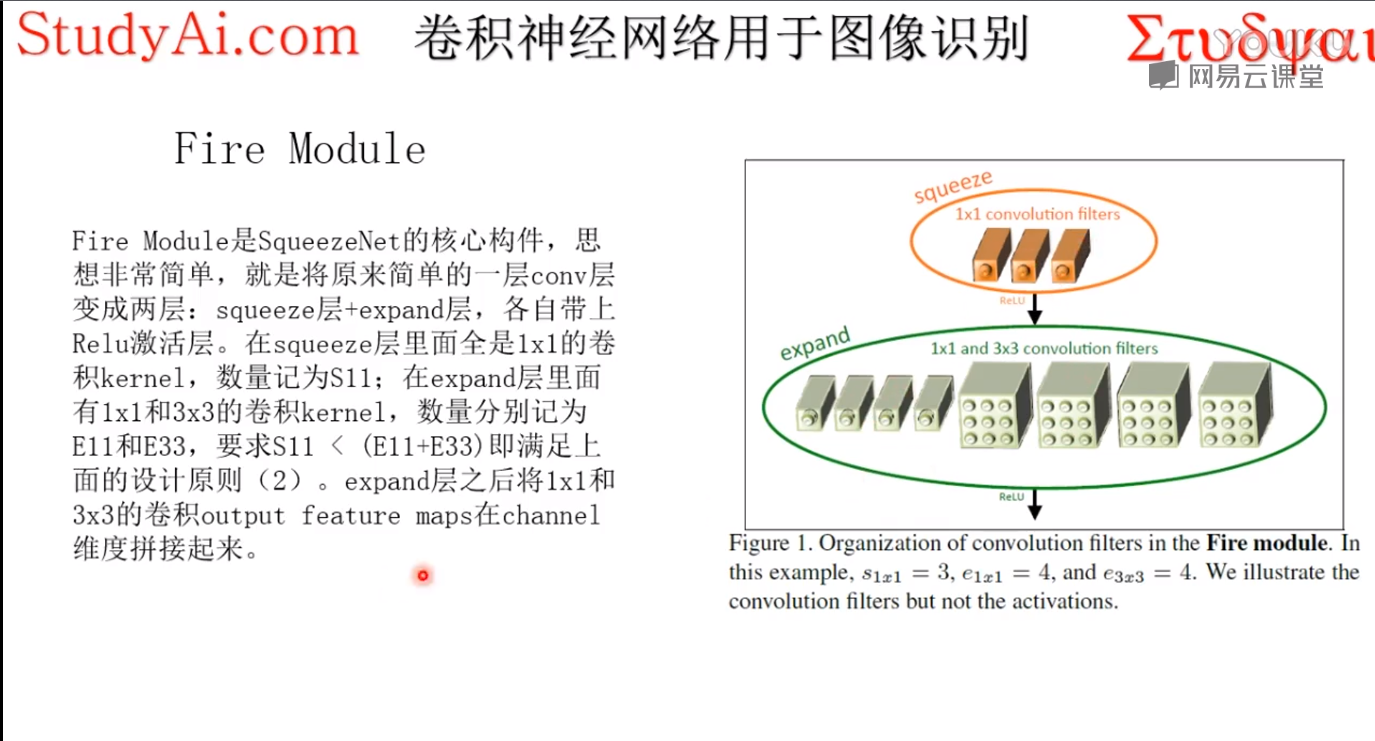 StudyAi.com
卷积神经网络用于图像识别
Στυδψαι
youku
网易云课堂
Fire Module
Fire Module是SqueezeNet的核心构件，思
想非常简单，就是将原来简单的一层conv层
变成两层：squeeze层+expand层，各自带上
Relu激活层。在squeeze层里面全是1x1的卷
积kernel，数量记为S11；在expand层里面
有1x1和3x3的卷积kernel，数量分别记为
E11和E33，要求S11 < (E11+E33)即满足上
面的设计原则（2）。expand层之后将1x1和
3x3的卷积output feature maps在channel
维度拼接起来。
squeeze
1x1 convolution filters
ReLU
expand
1x1 and 3x3 convolution filters
ReLU
Figure 1. Organization of convolution filters in the Fire module. In
this example, s1x1 = 3, e1x1 = 4, and e3x3 = 4. We illustrate the
convolution filters but not the activations.